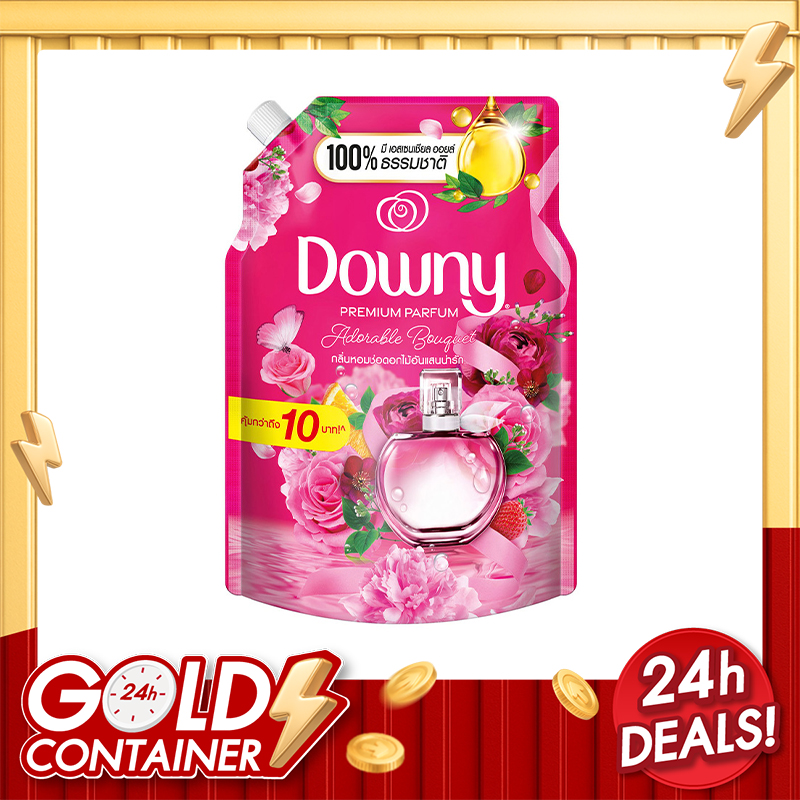 100% มี เอสเซนเชียล ออยล์
ธรรมชาติ
Downy®
PREMIUM PARFUM
Adorable Bouquet
กลิ่นหอมช่อดอกไม้อันแสนน่ารัก
คุ้มกว่าถึง 10 บาท!^
GOLD
24h
CONTAINER
24h
DEALS!